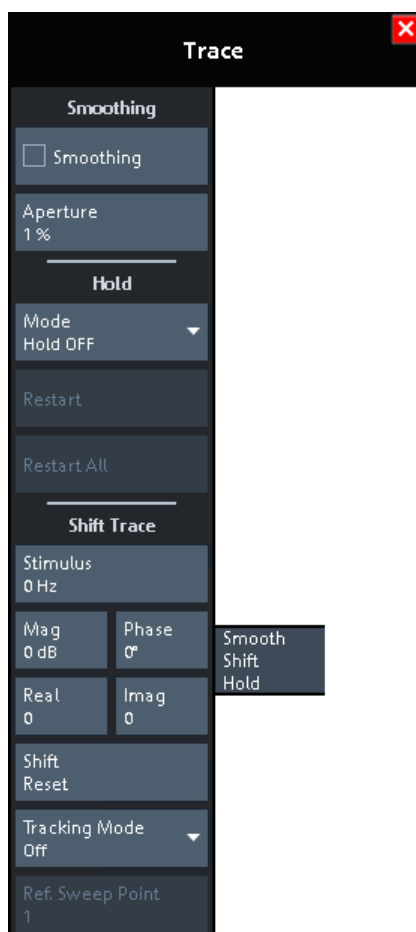 Trace
Smoothing
Smoothing
Aperture
1 %
Hold
Mode
Hold OFF
Restart
Restart All
Shift Trace
Stimulus
0 Hz
Mag
0 dB
Phase
0°
Real
0
Imag
0
Shift
Reset
Tracking Mode
Off
Ref. Sweep Point
1
Smooth
Shift
Hold